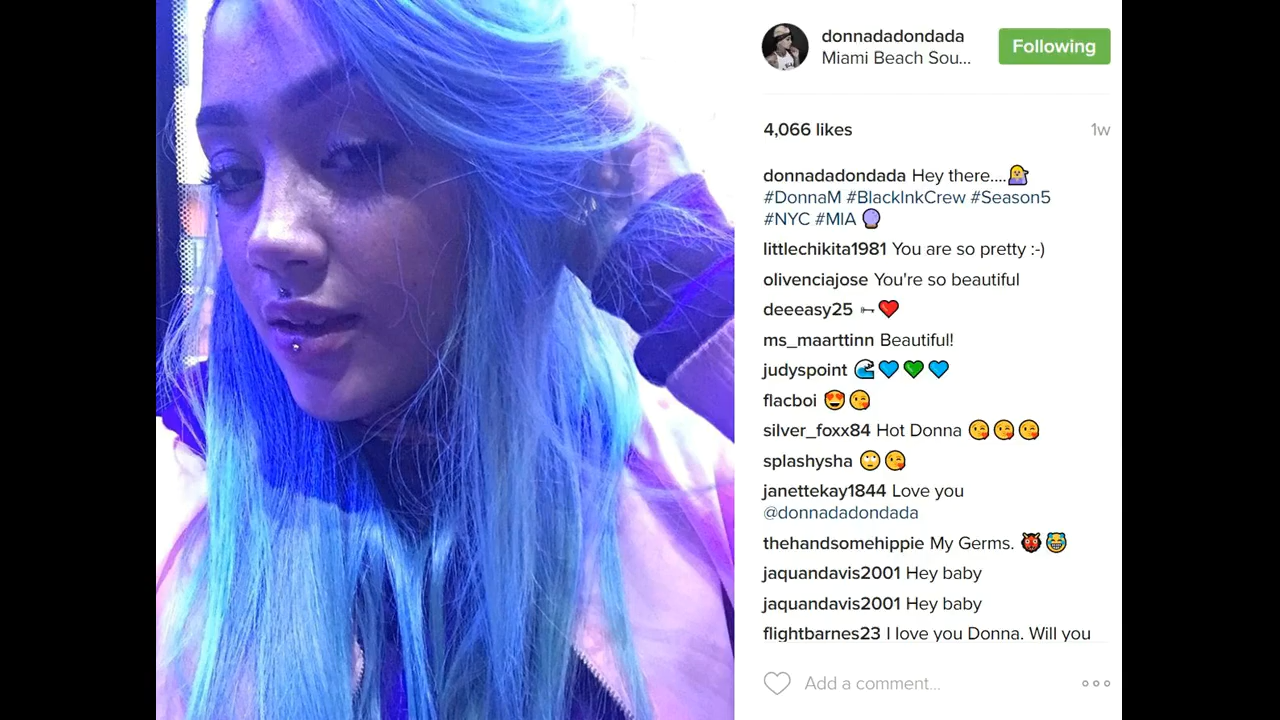 donnadadondada
Miami Beach Sou...
Following
4,066 likes
1w
donnadadondada Hey there....🙍‍♀️
#DonnaM #BlackInkCrew #Season5
#NYC #MIA 🔮
littlechikita1981 You are so pretty :-)
olivenciajose You're so beautiful
deeeasy25 🗝❤️
ms_maarttinn Beautiful!
judyspoint 🌊💙💚💙
flacboi 😍😘
silver_foxx84 Hot Donna 😘😘😘
splashysha 🙄😘
janettekay1844 Love you
@donnadadondada
thehandsomehippie My Germs. 👹😹
jaquandavis2001 Hey baby
jaquandavis2001 Hey baby
flightbarnes23 I love you Donna. Will you
Add a comment...